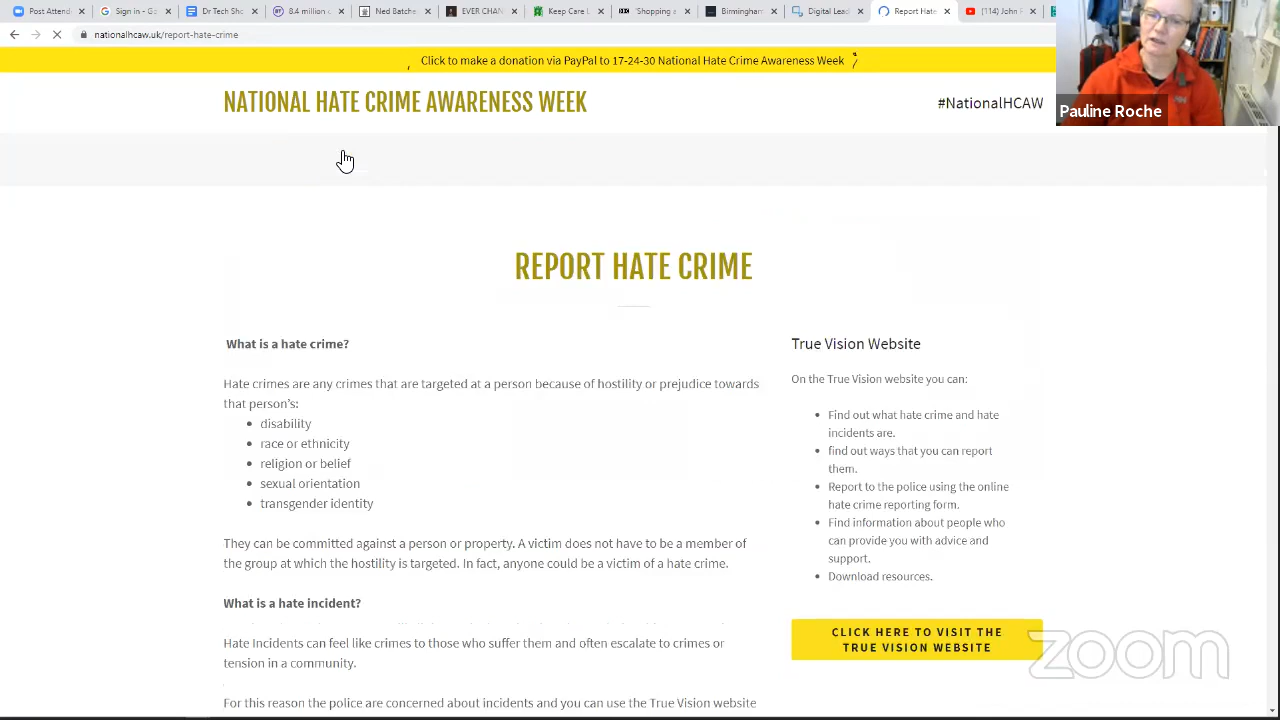 Post Attende
Sign in - G
Dr Tech Sho
8.4 million c
Ned Batche
EVER CHAN
Keep Care L
'Shopping a
Birmingham
Digital Lead
Report Hate
(114) John F
nationalhcaw.uk/report-hate-crime
Click to make a donation via PayPal to 17-24-30 National Hate Crime Awareness Week
NATIONAL HATE CRIME AWARENESS WEEK
#NationalHCAW
Pauline Roche
REPORT HATE CRIME
What is a hate crime?
Hate crimes are any crimes that are targeted at a person because of hostility or prejudice towards
that person's:
disability
race or ethnicity
religion or belief
sexual orientation
transgender identity
They can be committed against a person or property. A victim does not have to be a member of
the group at which the hostility is targeted. In fact, anyone could be a victim of a hate crime.
What is a hate incident?
Hate Incidents can feel like crimes to those who suffer them and often escalate to crimes or
tension in a community.
For this reason the police are concerned about incidents and you can use the True Vision website
True Vision Website
On the True Vision website you can:
Find out what hate crime and hate
incidents are.
find out ways that you can report
them.
Report to the police using the online
hate crime reporting form.
Find information about people who
can provide you with advice and
support.
Download resources.
CLICK HERE TO VISIT THE
TRUE VISION WEBSITE
zoom